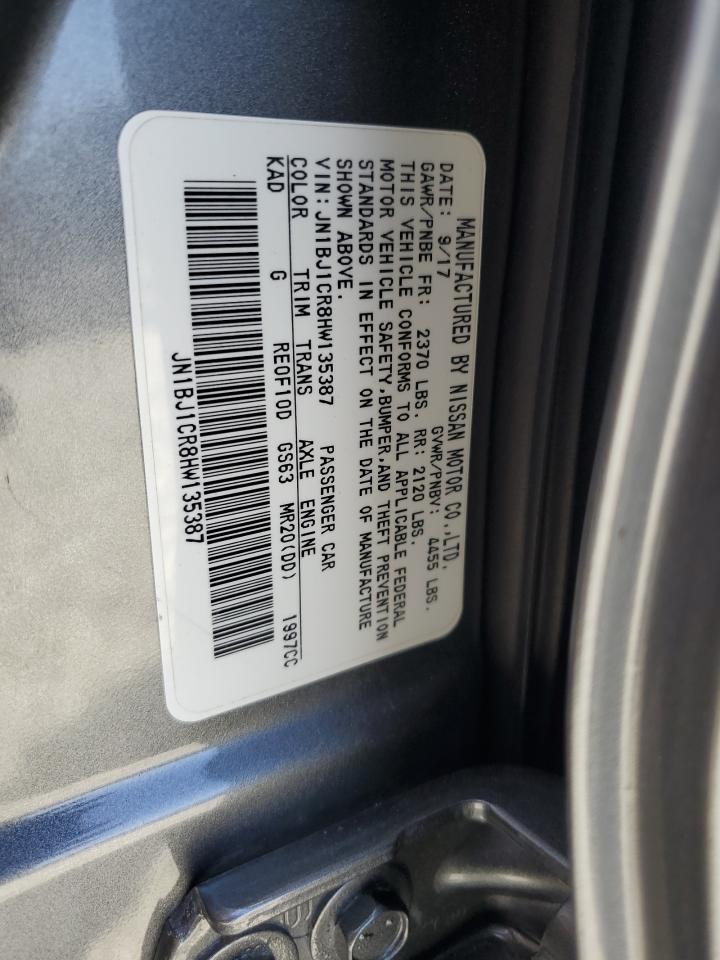 MANUFACTURED BY NISSAN MOTOR CO.,LTD.
DATE: 9/17 GVWR/PNBV: 4455 LBS.
GAWR/PNBE FR: 2370 LBS. RR: 2120 LBS.
THIS VEHICLE CONFORMS TO ALL APPLICABLE FEDERAL
MOTOR VEHICLE SAFETY,BUMPER,AND THEFT PREVENTION
STANDARDS IN EFFECT ON THE DATE OF MANUFACTURE
SHOWN ABOVE.
VIN: JN1BJ1CR8HW135387 PASSENGER CAR
COLOR TRIM TRANS AXLE ENGINE
KAD G RE0F10D GS63 MR20(DD) 1997CC
JN1BJ1CR8HW135387